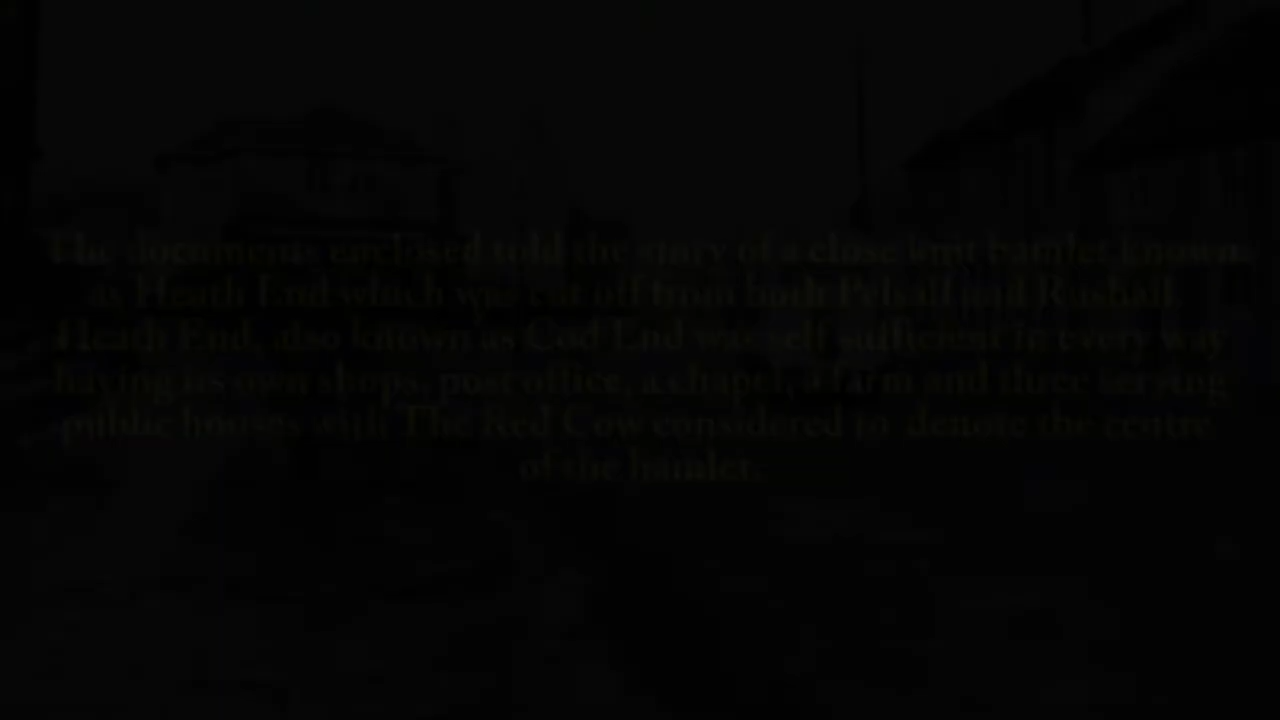 The documents enclosed told the story of a close knit hamlet known
as Heath End which was cut off from both Pelsall and Rushall.
Heath End, also known as Cod End was self sufficient in every way
having its own shops, post office, a chapel, a farm and three serving
public houses with The Red Cow considered to denote the centre
of the hamlet.